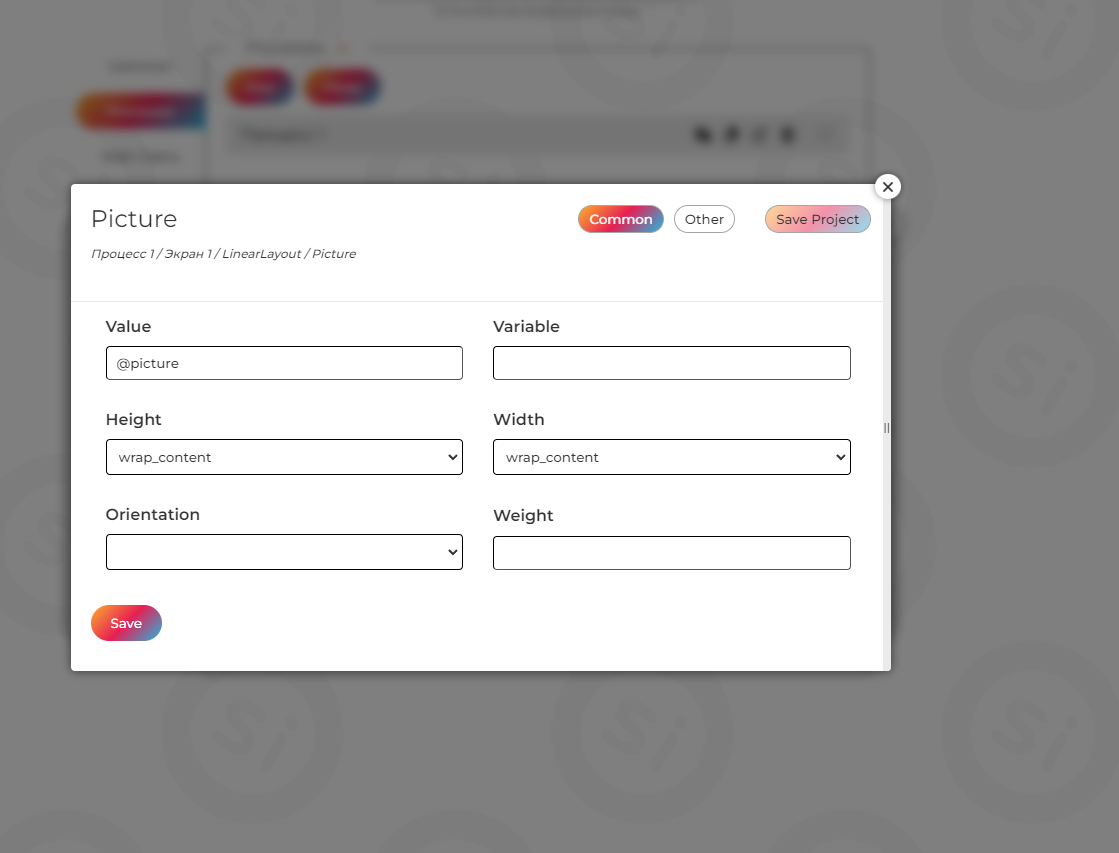 Picture
Common
Other
Save Project
Процесс 1 / Экран 1 / LinearLayout / Picture
Value
Variable
@picture
Height
Width
wrap_content
wrap_content
Orientation
Weight
Save